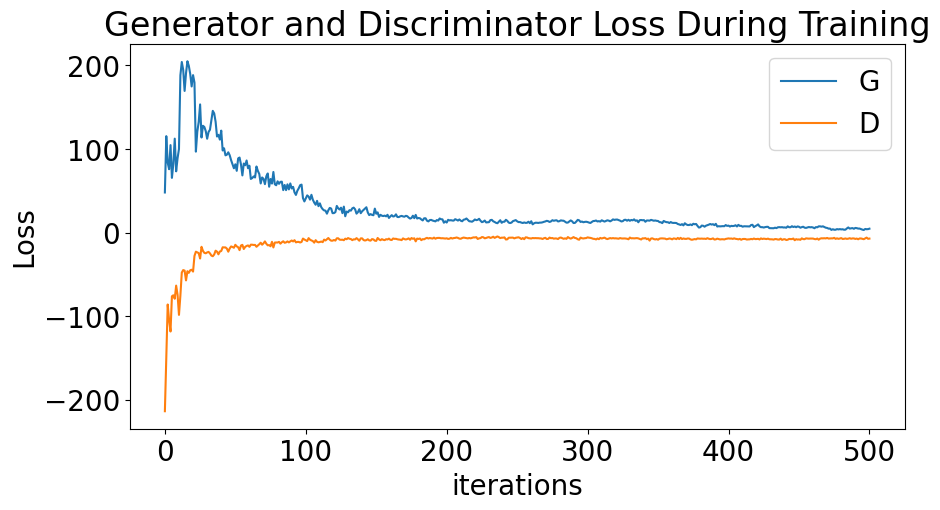 Generator and Discriminator Loss During Training
G
D
Loss
200
100
0
−100
−200
0 100 200 300 400 500
iterations